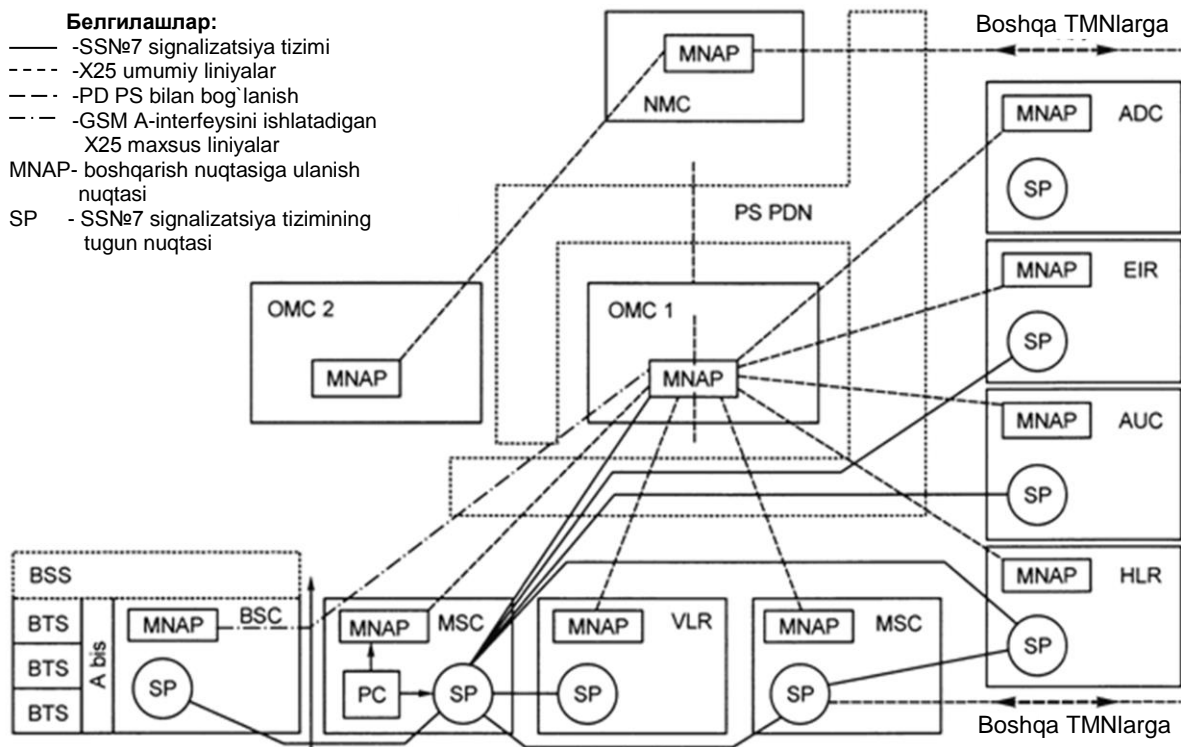 Белгилашлар:
-SS№7 signalizatsiya tizimi
-X25 umumiy liniyalar
-PD PS bilan bog`lanish
-GSM A-interfeysini ishlatadigan
X25 maxsus liniyalar
MNAP- boshqarish nuqtasiga ulanish
nuqtasi
SP - SS№7 signalizatsiya tizimining
tugun nuqtasi
Boshqa TMNlarga
MNAP
NMC
MNAP ADC
SP
PS PDN
MNAP EIR
SP
OMC 2
MNAP
OMC 1
MNAP
MNAP AUC
SP
MNAP HLR
SP
BSS
BTS
BTS
BTS
A bis
MNAP BSC
SP
MNAP MSC
PC
SP
MNAP VLR
SP
MNAP MSC
SP
Boshqa TMNlarga